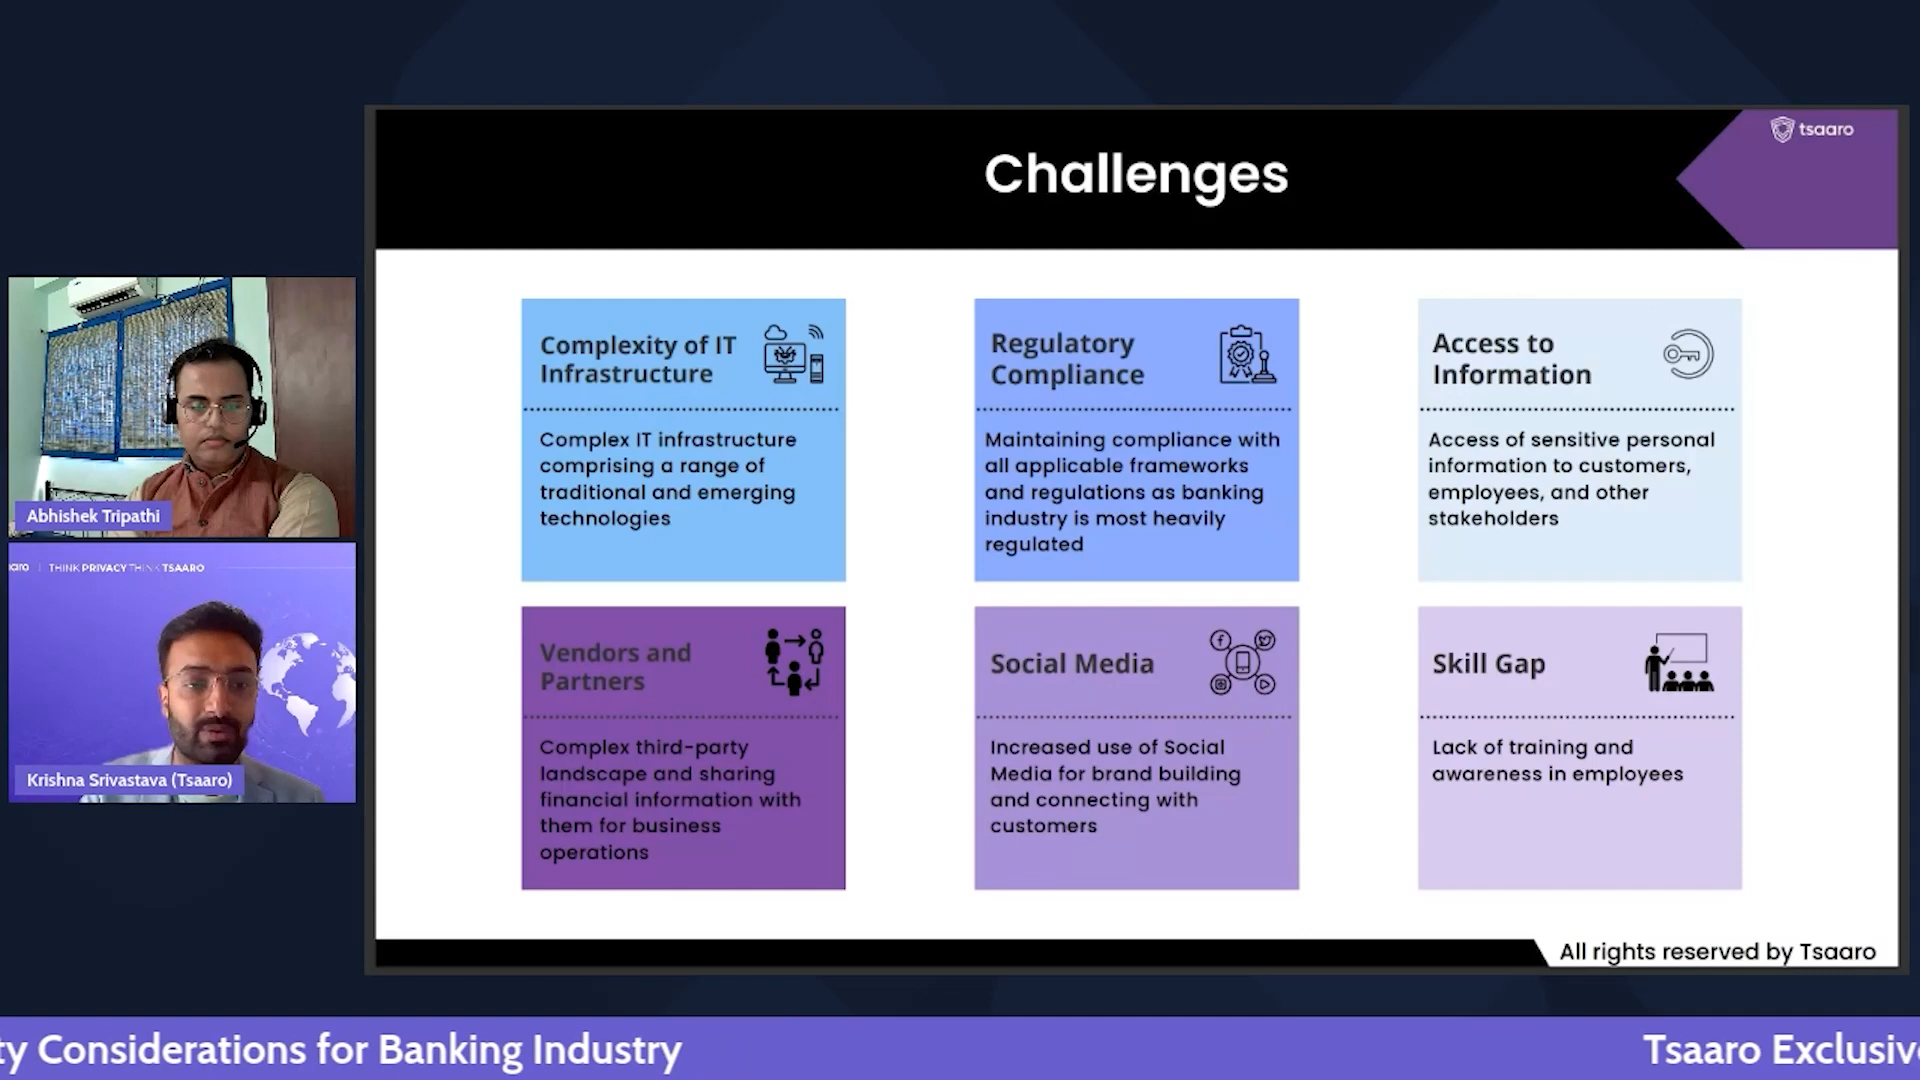 tsaaro
Challenges
Complexity of IT
Infrastructure
Complex IT infrastructure
comprising a range of
traditional and emerging
technologies
Regulatory
Compliance
Maintaining compliance with
all applicable frameworks
and regulations as banking
industry is most heavily
regulated
Access to
Information
Access of sensitive personal
information to customers,
employees, and other
stakeholders
Vendors and
Partners
Complex third-party
landscape and sharing
financial information with
them for business
operations
Social Media
Increased use of Social
Media for brand building
and connecting with
customers
Skill Gap
Lack of training and
awareness in employees
All rights reserved by Tsaaro
Abhishek Tripathi
THINK PRIVACY THINK TSAARO
Krishna Srivastava (Tsaaro)
ty Considerations for Banking Industry
Tsaaro Exclusiv